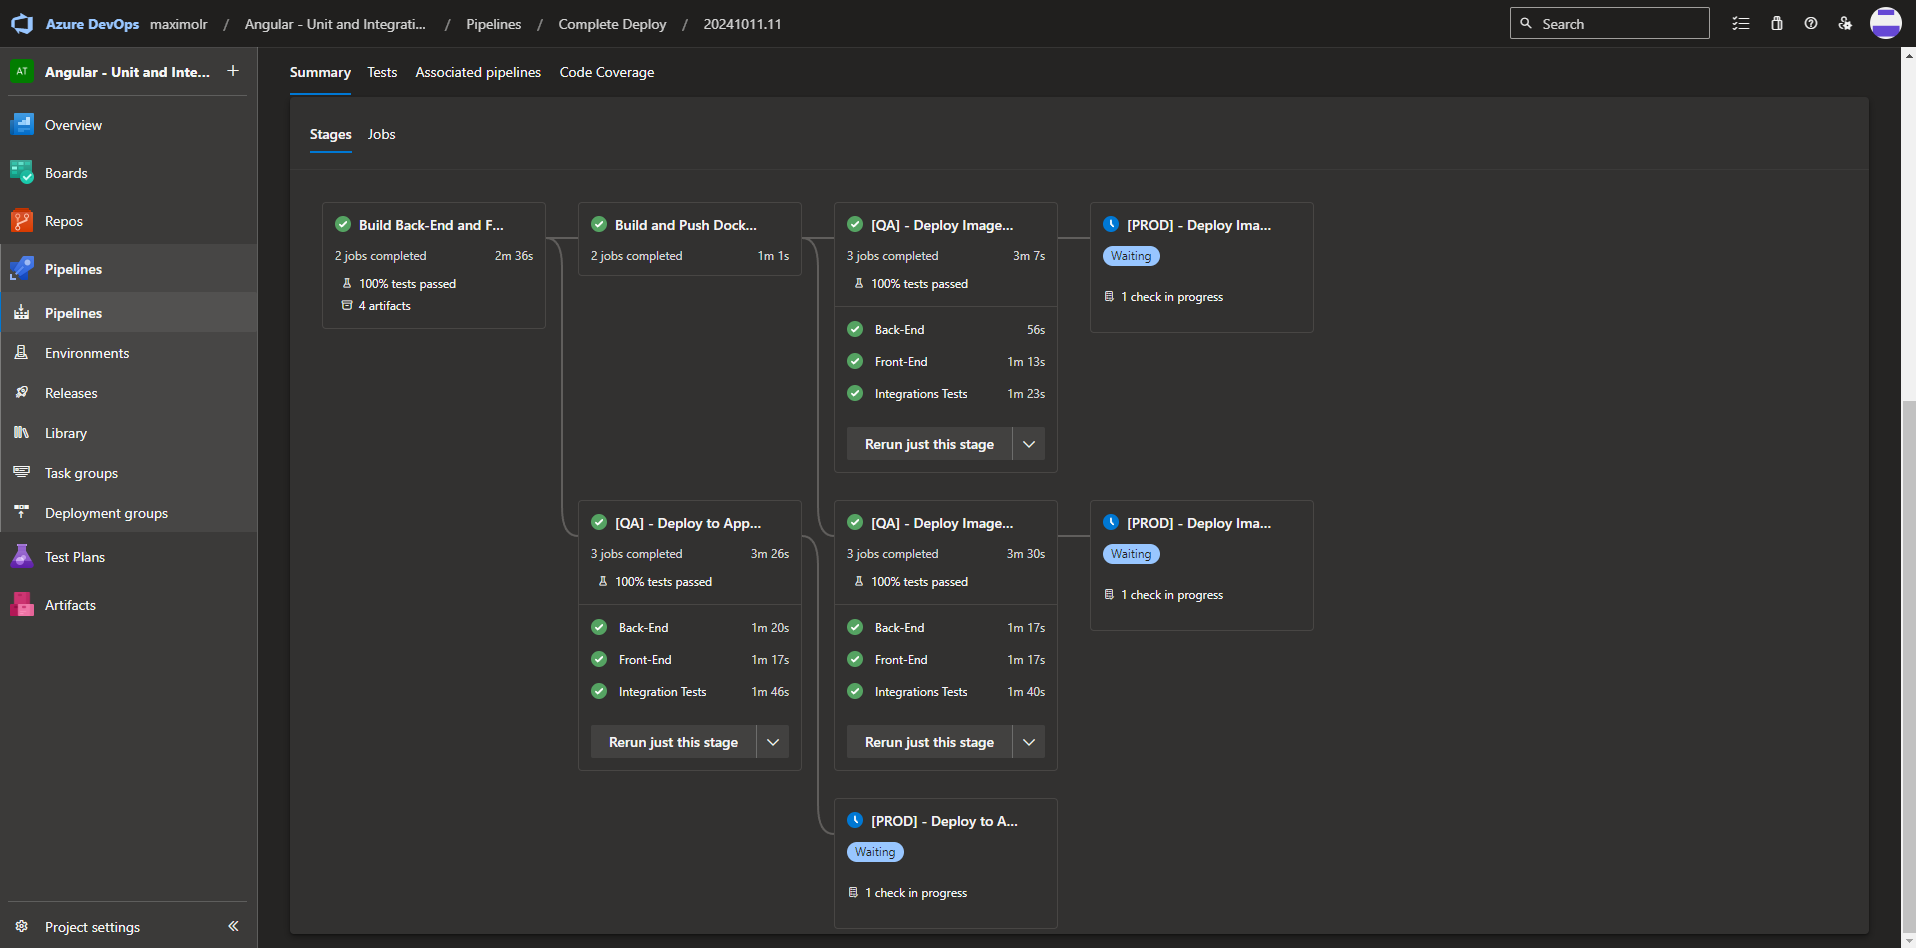 Azure DevOps maximolr / Angular - Unit and Integrati... / Pipelines / Complete Deploy / 20241011.11
Search
AT Angular - Unit and Inte... +
Overview
Boards
Repos
Pipelines
Pipelines
Environments
Releases
Library
Task groups
Deployment groups
Test Plans
Artifacts
Project settings
Summary Tests Associated pipelines Code Coverage
Stages Jobs
Build Back-End and F...
2 jobs completed 2m 36s
100% tests passed
4 artifacts
Build and Push Dock...
2 jobs completed 1m 1s
[QA] - Deploy Image...
3 jobs completed 3m 7s
100% tests passed
Back-End 56s
Front-End 1m 13s
Integrations Tests 1m 23s
Rerun just this stage
[PROD] - Deploy Ima...
Waiting
1 check in progress
[QA] - Deploy to App...
3 jobs completed 3m 26s
100% tests passed
Back-End 1m 20s
Front-End 1m 17s
Integration Tests 1m 46s
Rerun just this stage
[QA] - Deploy Image...
3 jobs completed 3m 30s
100% tests passed
Back-End 1m 17s
Front-End 1m 17s
Integrations Tests 1m 40s
Rerun just this stage
[PROD] - Deploy Ima...
Waiting
1 check in progress
[PROD] - Deploy to A...
Waiting
1 check in progress